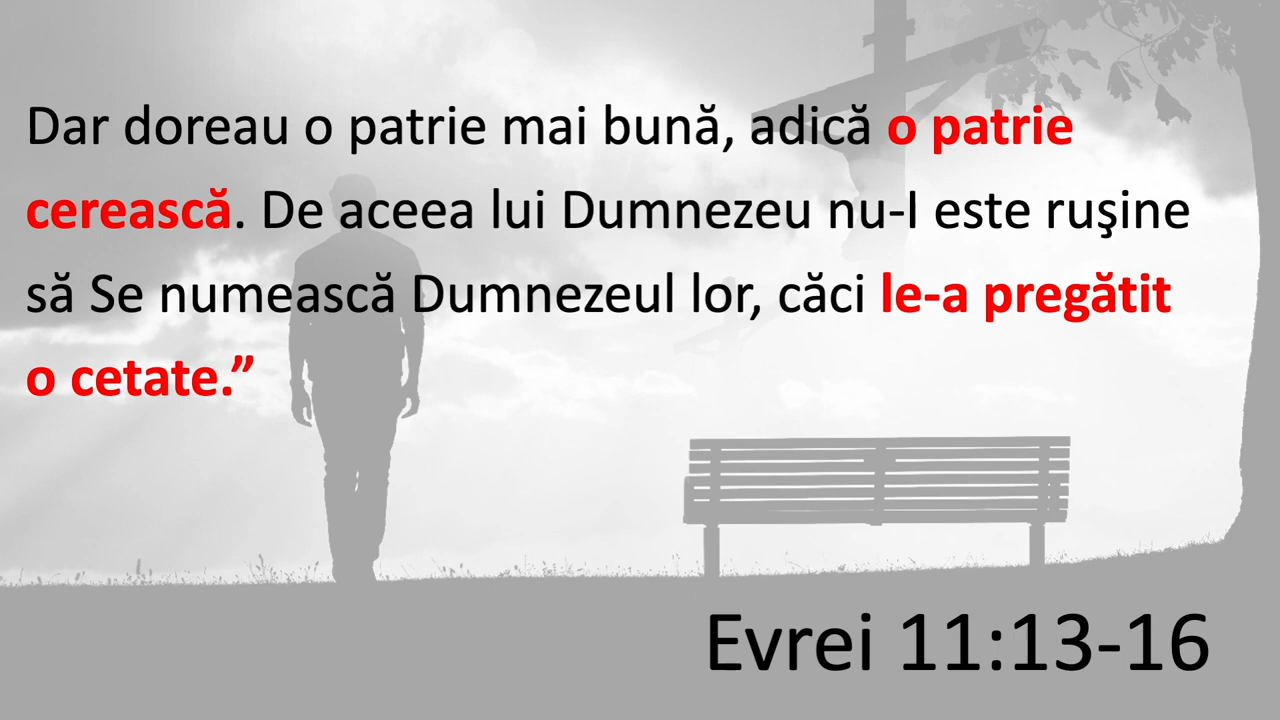 Dar doreau o patrie mai bună, adică o patrie
cerească. De aceea lui Dumnezeu nu-I este ruşine
să Se numească Dumnezeul lor, căci le-a pregătit
o cetate.”
Evrei 11:13-16